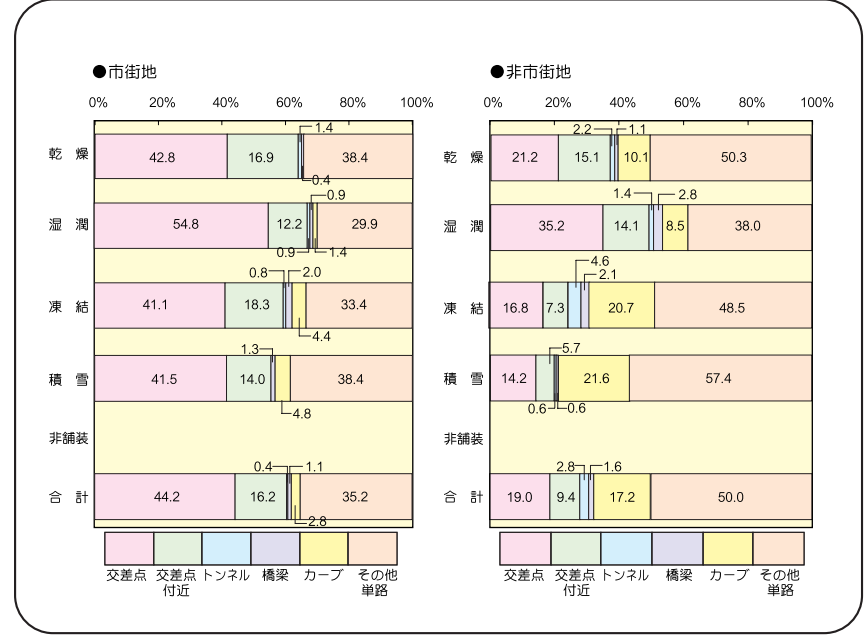 ●市街地
0% 20% 40% 60% 80% 100%
1.4
乾 燥 42.8 16.9 38.4
0.4
0.9
湿 潤 54.8 12.2 29.9
0.9 1.4
0.8 2.0
凍 結 41.1 18.3 33.4
4.4
1.3
積 雪 41.5 14.0 38.4
4.8
非舗装
0.4 1.1
合 計 44.2 16.2 35.2
2.8
交差点 交差点 トンネル 橋梁 カーブ その他
付近 単路
●非市街地
0% 20% 40% 60% 80% 100%
2.2 1.1
乾 燥 21.2 15.1 10.1 50.3
1.4 2.8
湿 潤 35.2 14.1 8.5 38.0
4.6
2.1
凍 結 16.8 7.3 20.7 48.5
5.7
積 雪 14.2 21.6 57.4
0.6 0.6
非舗装
2.8 1.6
合 計 19.0 9.4 17.2 50.0
交差点 交差点 トンネル 橋梁 カーブ その他
付近 単路